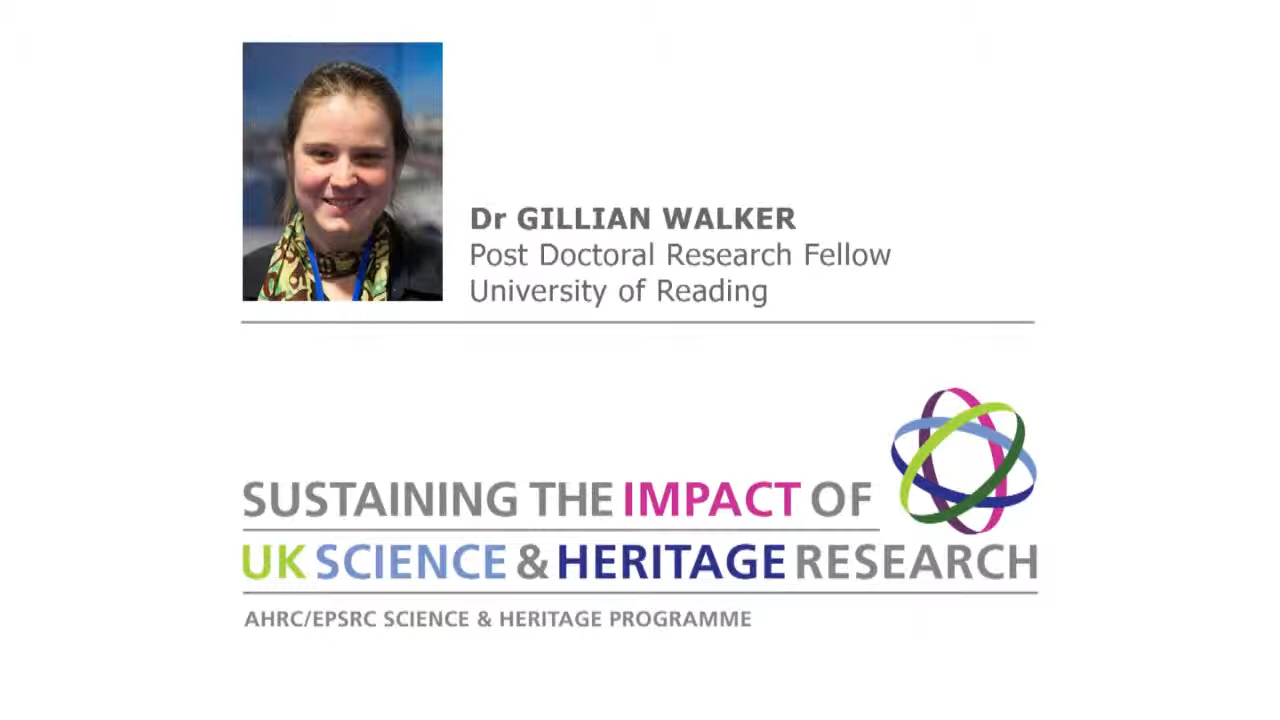 Dr GILLIAN WALKER
Post Doctoral Research Fellow
University of Reading
SUSTAINING THE IMPACT OF
UK SCIENCE & HERITAGE RESEARCH
AHRC/EPSRC SCIENCE & HERITAGE PROGRAMME